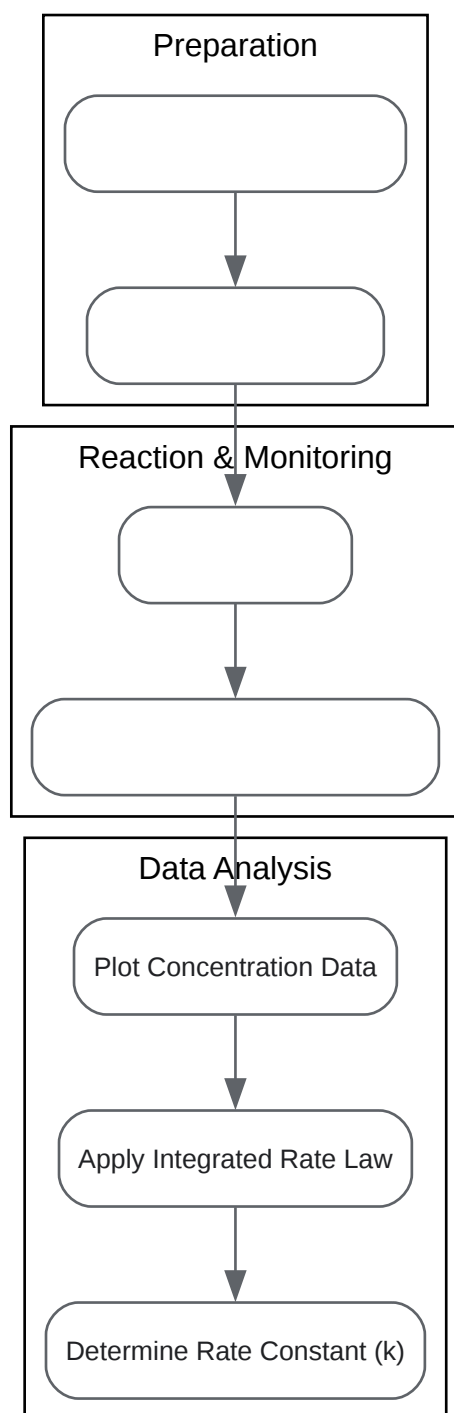 Preparation
Reaction & Monitoring
Data Analysis
Plot Concentration Data
Apply Integrated Rate Law
Determine Rate Constant (k)